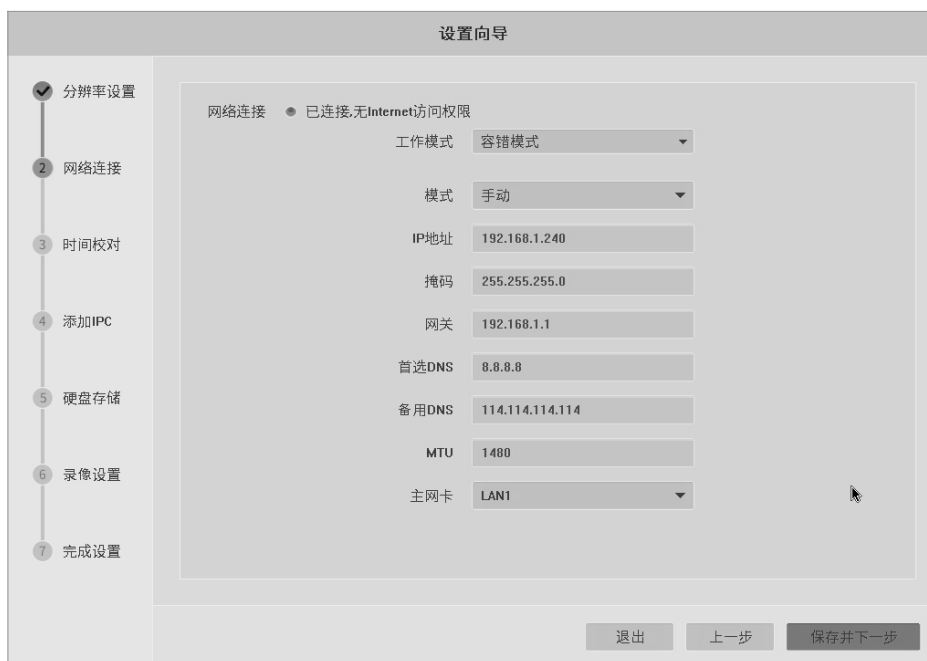 设置向导
分辨率设置
2 网络连接
3 时间校对
4 添加IPC
5 硬盘存储
6 录像设置
7 完成设置
网络连接 已连接,无Internet访问权限
工作模式 容错模式
模式 手动
IP地址 192.168.1.240
掩码 255.255.255.0
网关 192.168.1.1
首选DNS 8.8.8.8
备用DNS 114.114.114.114
MTU 1480
主网卡 LAN1
退出 上一步 保存并下一步